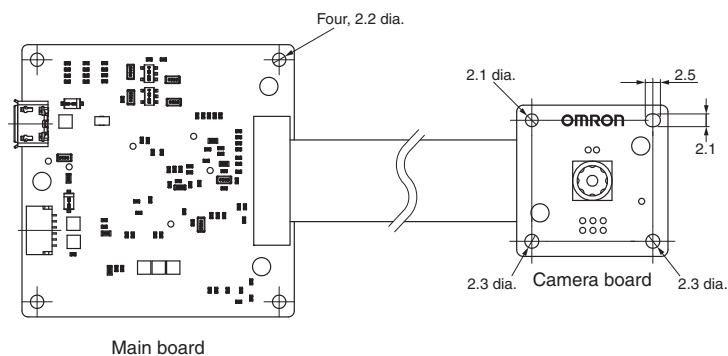 Four, 2.2 dia.
2.1 dia.
2.5
OMRON
2.1
2.3 dia.
Camera board
2.3 dia.
Main board